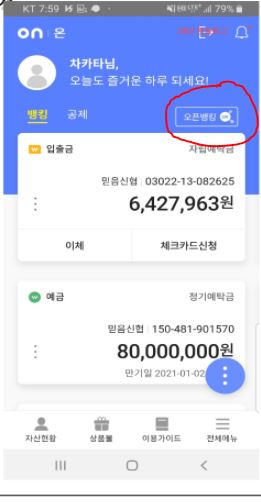 KT 7:59
79%
on 온
차카타님,
오늘도 즐거운 하루 되세요!
뱅킹 공제
오픈뱅킹 on
입출금 자립예탁금
믿음신협 03022-13-082625
6,427,963원
이체 체크카드신청
예금 정기예탁금
믿음신협 150-481-901570
80,000,000원
만기일 2021-01-02
자산현황 상품몰 이용가이드 전체메뉴